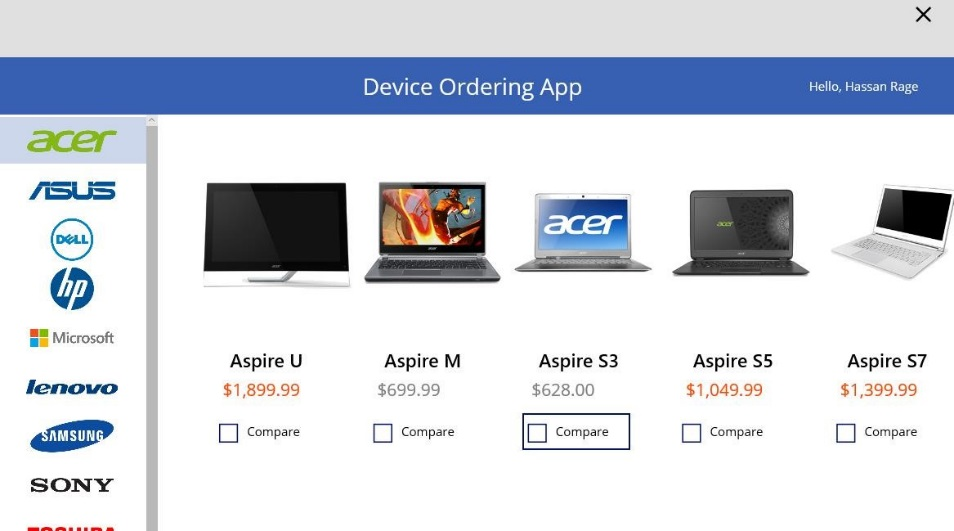 Device Ordering App
Hello, Hassan Rage
acer
ASUS
DELL
hp
Microsoft
lenovo
SAMSUNG
SONY
TOSHIBA
acer
acer
Aspire U
Aspire M
Aspire S3
Aspire S5
Aspire S7
$1,899.99
$699.99
$628.00
$1,049.99
$1,399.99
Compare
Compare
Compare
Compare
Compare